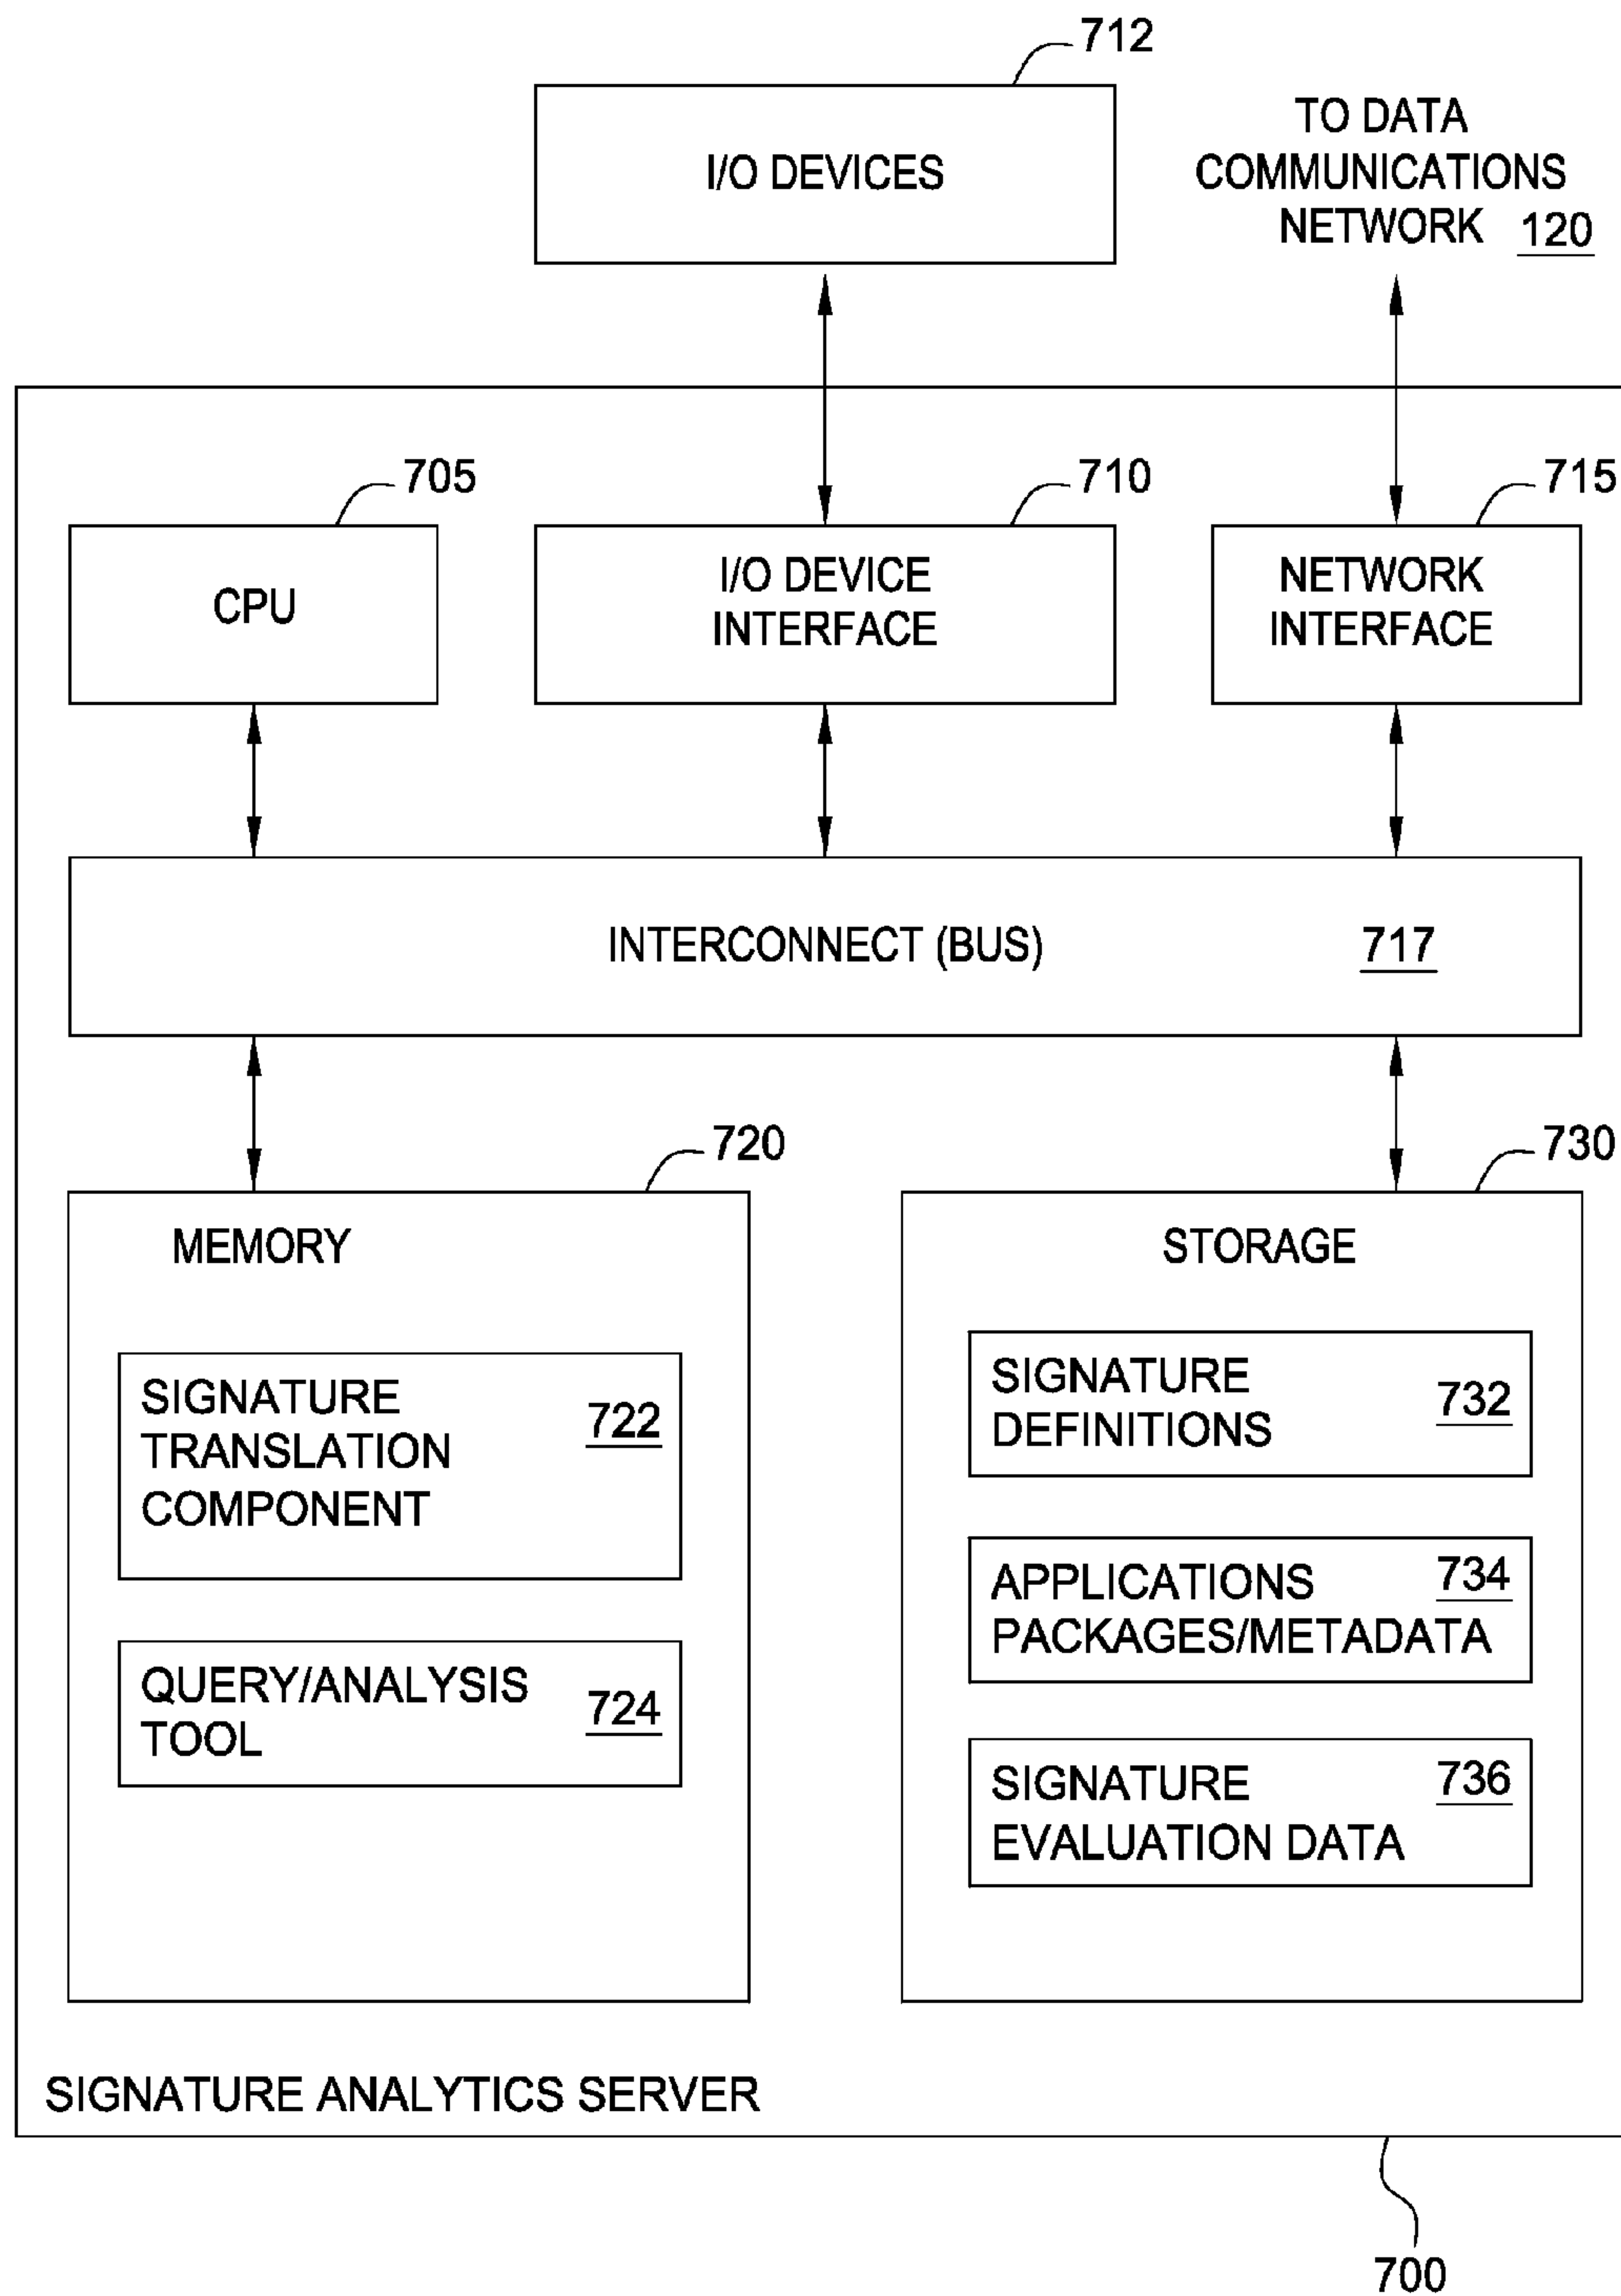 712
I/O DEVICES
TO DATA
COMMUNICATIONS
NETWORK 120
705
710
715
CPU
I/O DEVICE
INTERFACE
NETWORK
INTERFACE
INTERCONNECT (BUS) 717
720
730
MEMORY
SIGNATURE
TRANSLATION
COMPONENT
722
QUERY/ANALYSIS
TOOL
724
STORAGE
SIGNATURE
DEFINITIONS
732
APPLICATIONS
PACKAGES/METADATA
734
SIGNATURE
EVALUATION DATA
736
SIGNATURE ANALYTICS SERVER
700